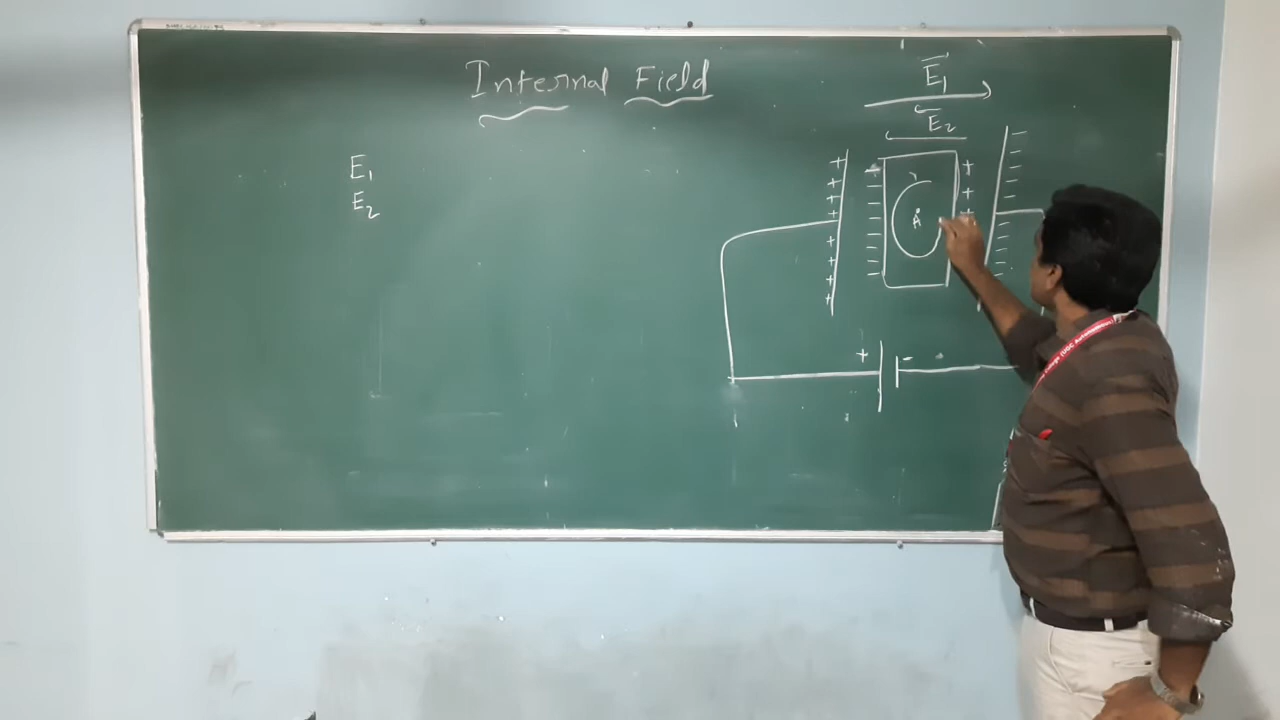 Internal Field
E₁
E₂
E₁
E₂
+ -
A